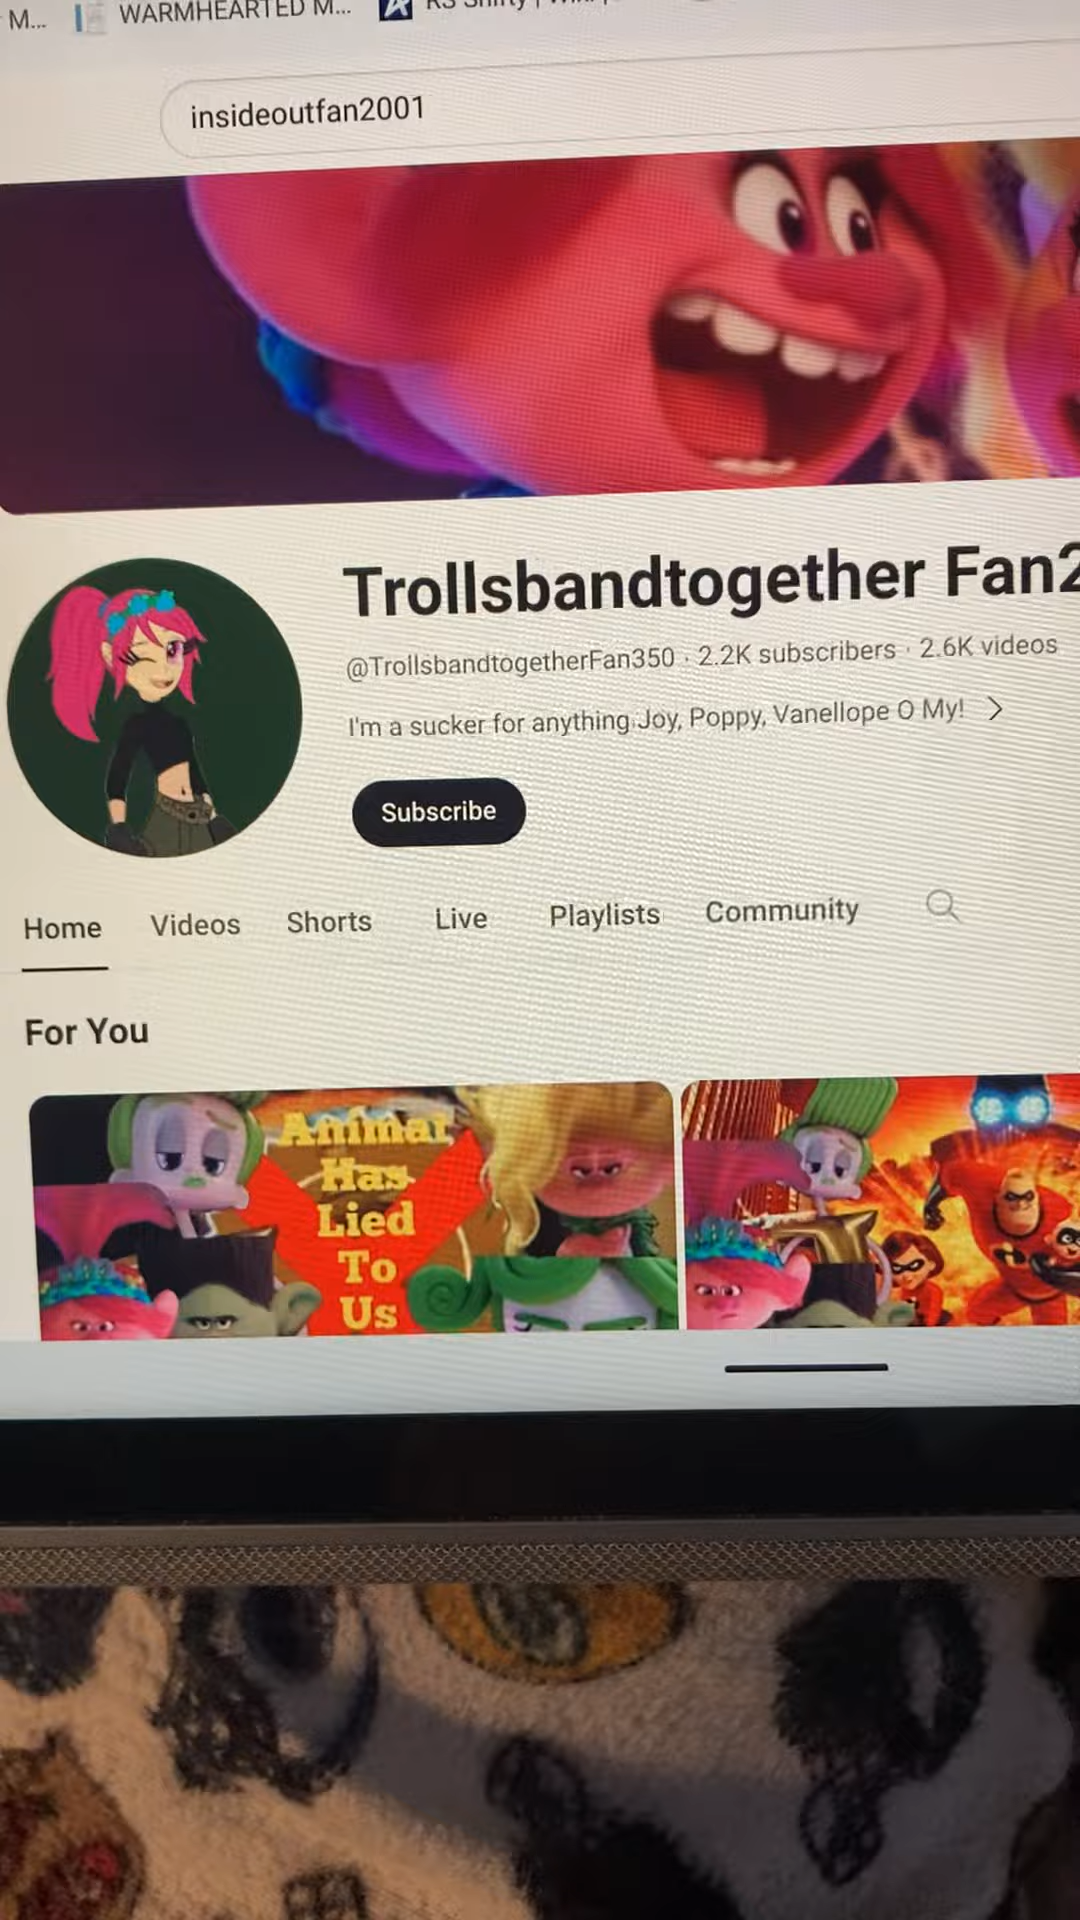 M...
WARMHEARTED M...
insideoutfan2001
Trollsbandtogether Fan2
@TrollsbandtogetherFan350 · 2.2K subscribers · 2.6K videos
I'm a sucker for anything Joy, Poppy, Vanellope O My!
Subscribe
Home Videos Shorts Live Playlists Community
For You
Animal
Has
Lied
To
Us